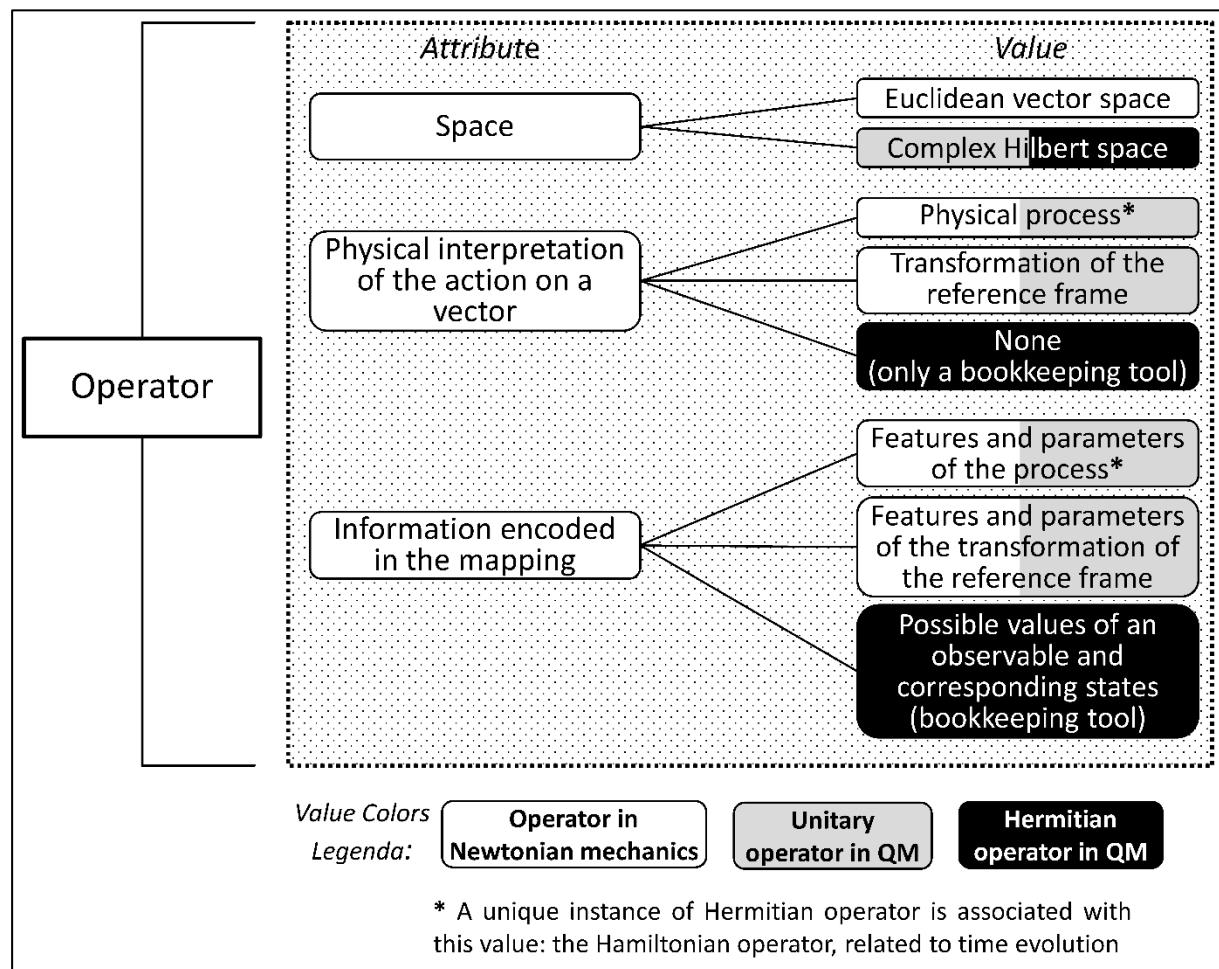 Attribute
Value
Operator
Space
Euclidean vector space
Complex Hilbert space
Physical interpretation
of the action on a
vector
Physical process*
Transformation of the
reference frame
None
(only a bookkeeping tool)
Information encoded
in the mapping
Features and parameters
of the process*
Features and parameters
of the transformation of
the reference frame
Possible values of an
observable and
corresponding states
(bookkeeping tool)
Value Colors
Legenda:
Operator in
Newtonian mechanics
Unitary
operator in QM
Hermitian
operator in QM
* A unique instance of Hermitian operator is associated with
this value: the Hamiltonian operator, related to time evolution